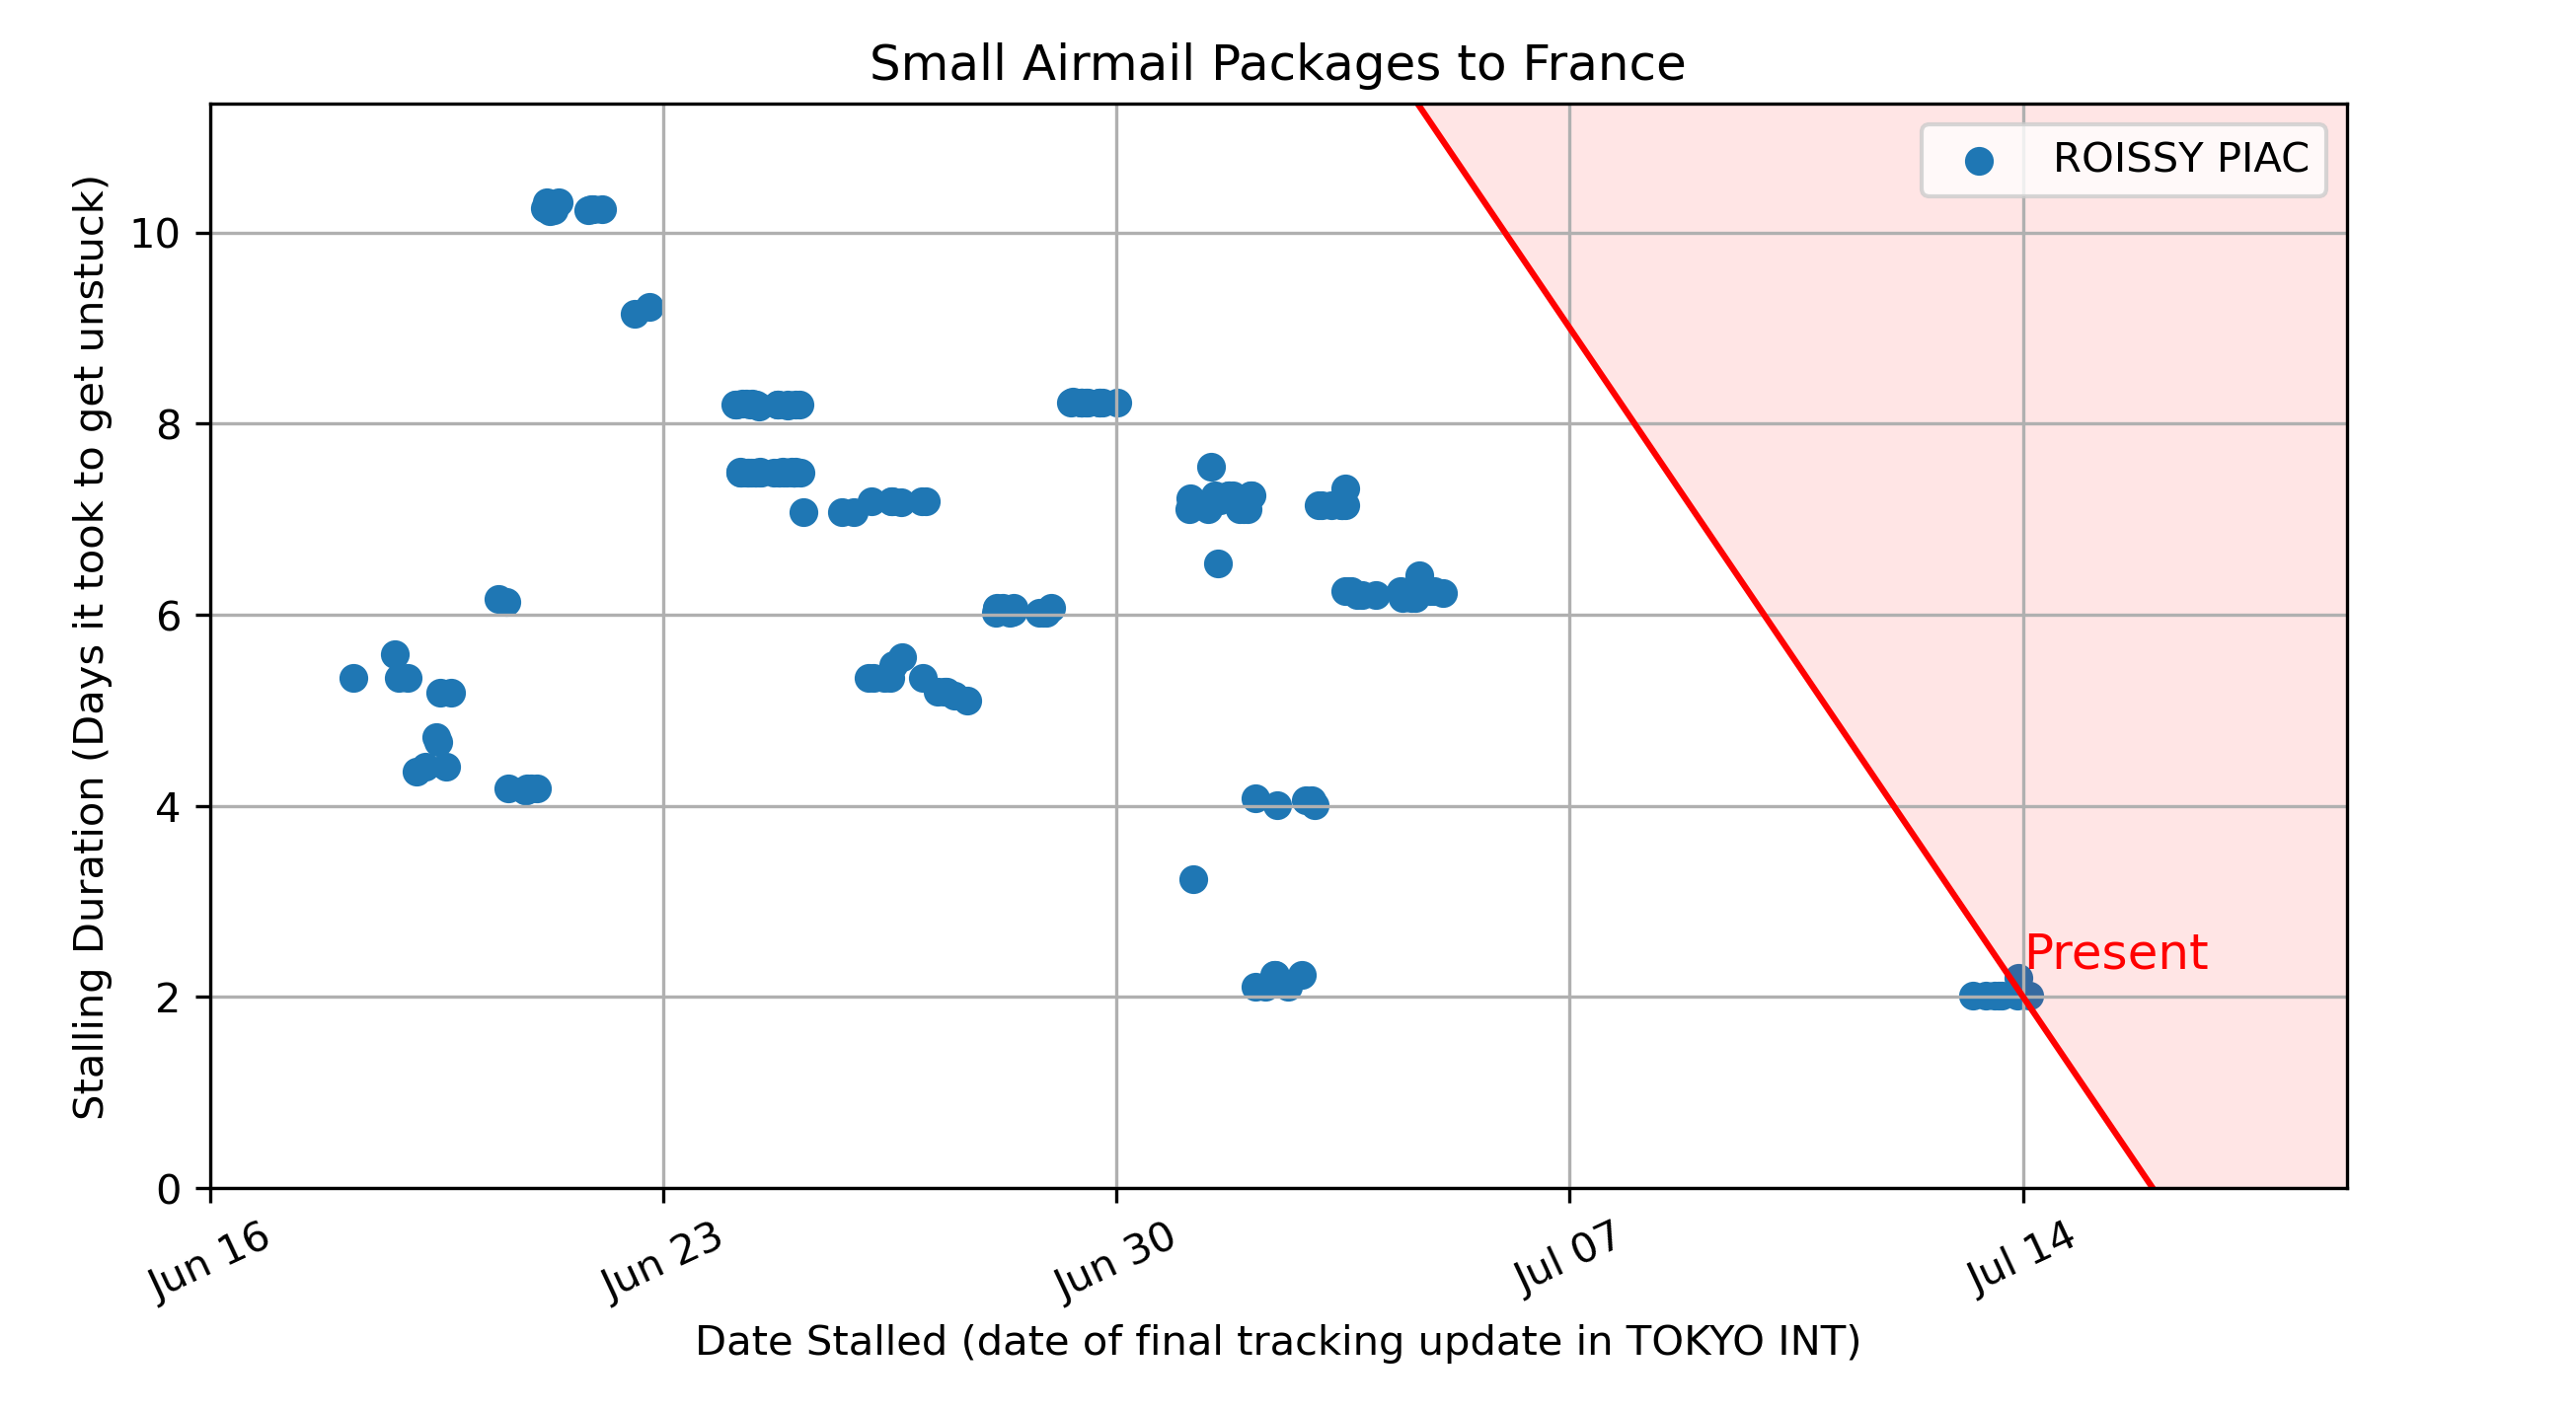 Small Airmail Packages to France
ROISSY PIAC
Stalling Duration (Days it took to get unstuck)
10
8
6
4
2
0
Present
Jun 16
Jun 23
Jun 30
Jul 07
Jul 14
Date Stalled (date of final tracking update in TOKYO INT)